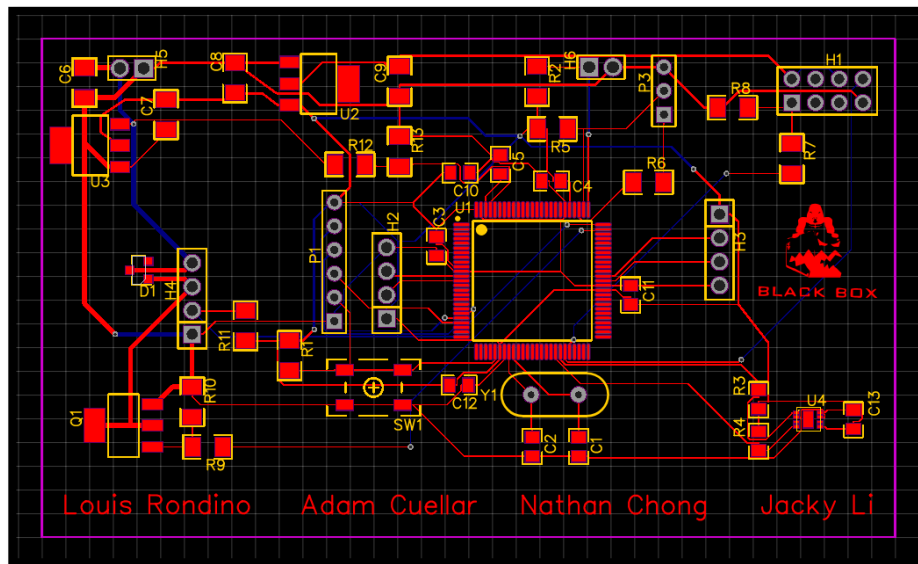 C6
H5
C8
C9
R2
H6
P3
H1
C7
U2
R8
U3
R12
R13
R5
R7
C10
C5
C4
R6
P1
H2
C3
U1
H3
D1
H4
C11
BLACK BOX
R11
R1
Q1
R10
SW1
C12
Y1
R3
R4
U4
C13
R9
C2
C1
Louis Rondino Adam Cuellar Nathan Chong Jacky Li